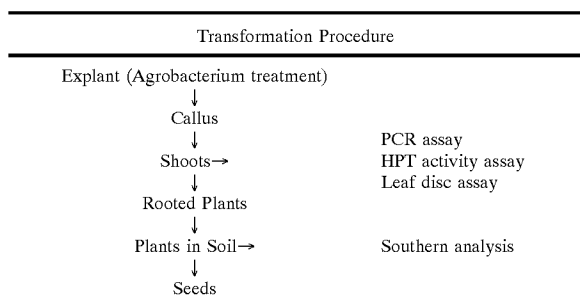 Transformation Procedure
Explant (Agrobacterium treatment)
↓
Callus
↓
PCR assay
Shoots→ HPT activity assay
↓ Leaf disc assay
Rooted Plants
↓
Plants in Soil→ Southern analysis
↓
Seeds